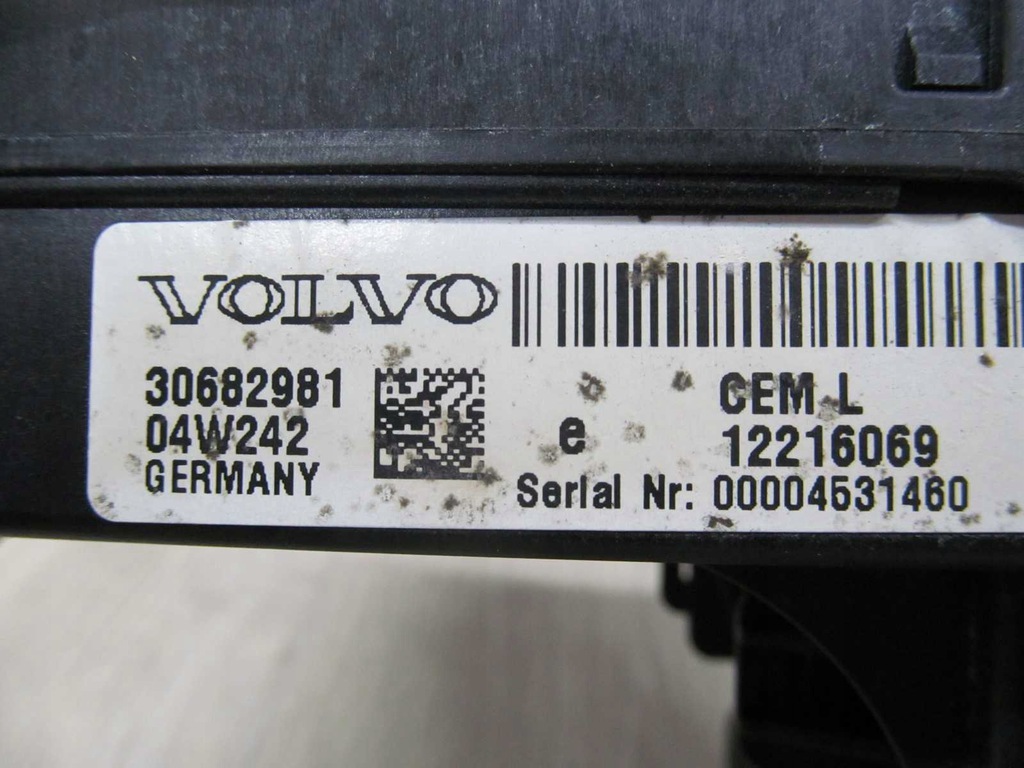 VOLVO
30682981
04W242
GERMANY
e
CEM L
12216069
Serial Nr: 00004531460